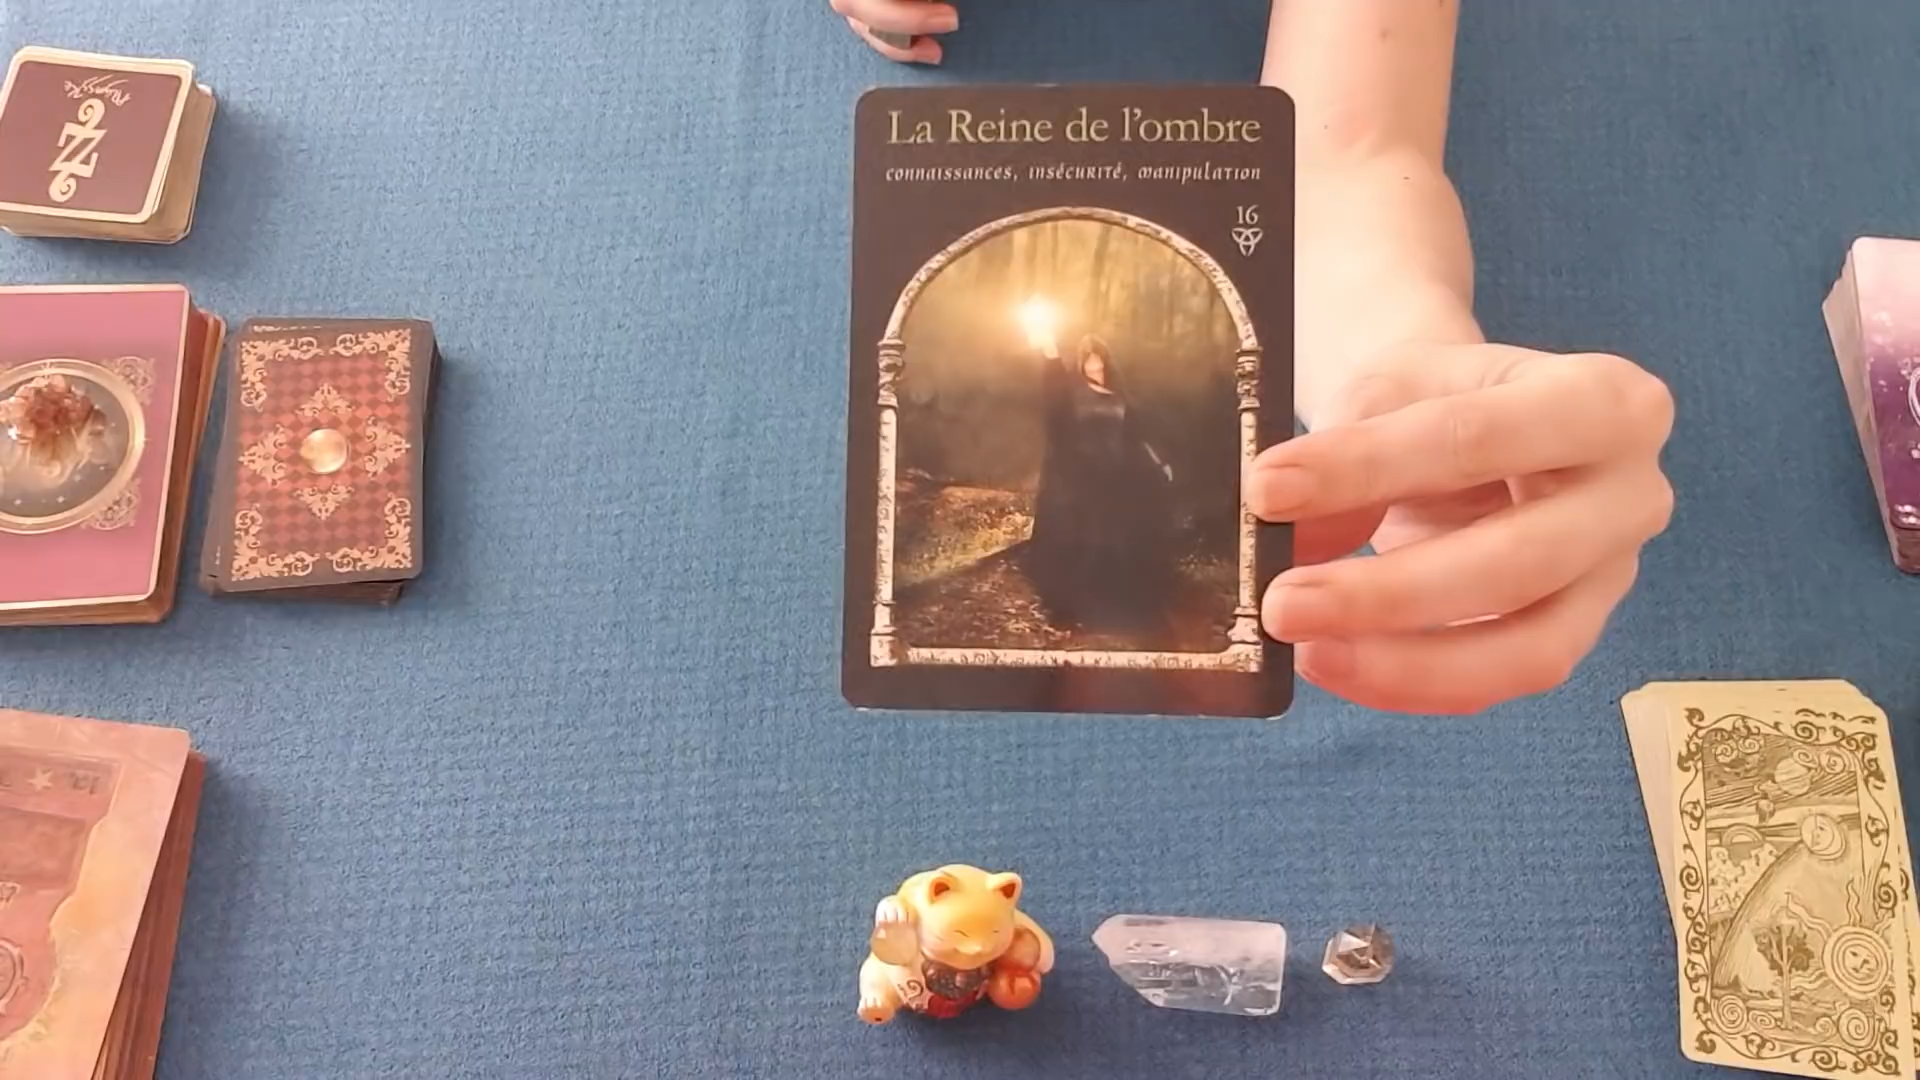 La Reine de l'ombre
connaissances, insécurité, manipulation
16